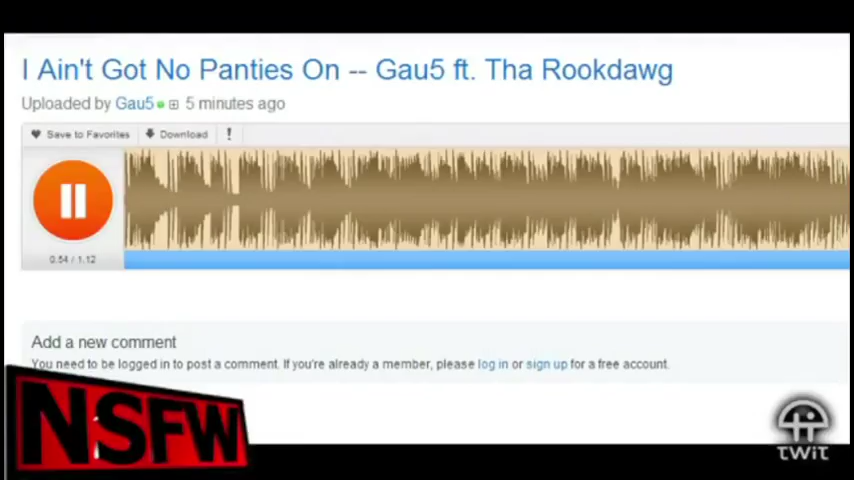 I Ain't Got No Panties On -- Gau5 ft. Tha Rookdawg
Uploaded by Gau5 5 minutes ago
Save to Favorites Download !
0.54 / 1.12
Add a new comment
You need to be logged in to post a comment. If you're already a member, please log in or sign up for a free account.
NSFW
TWiT